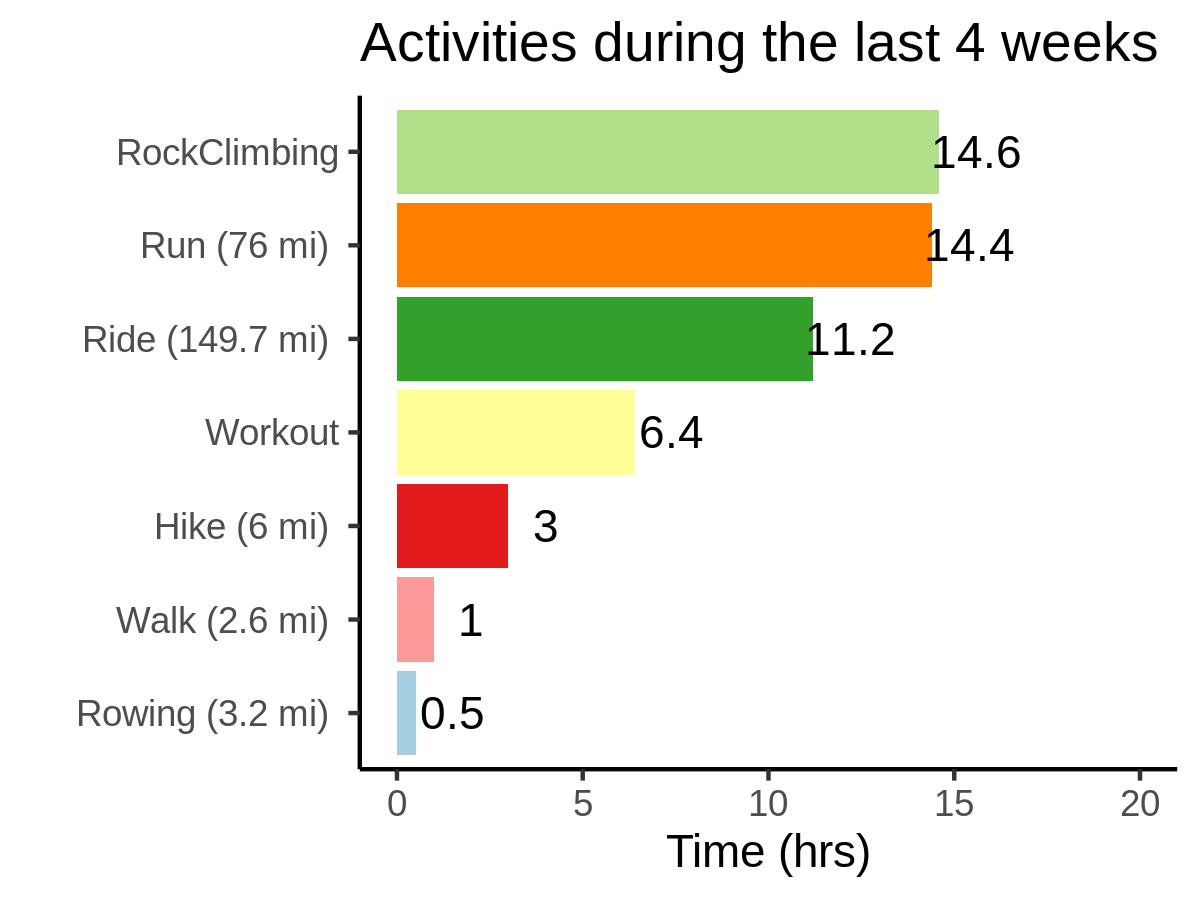 Activities during the last 4 weeks
RockClimbing 14.6
Run (76 mi) 14.4
Ride (149.7 mi) 11.2
Workout 6.4
Hike (6 mi) 3
Walk (2.6 mi) 1
Rowing (3.2 mi) 0.5
0 5 10 15 20
Time (hrs)